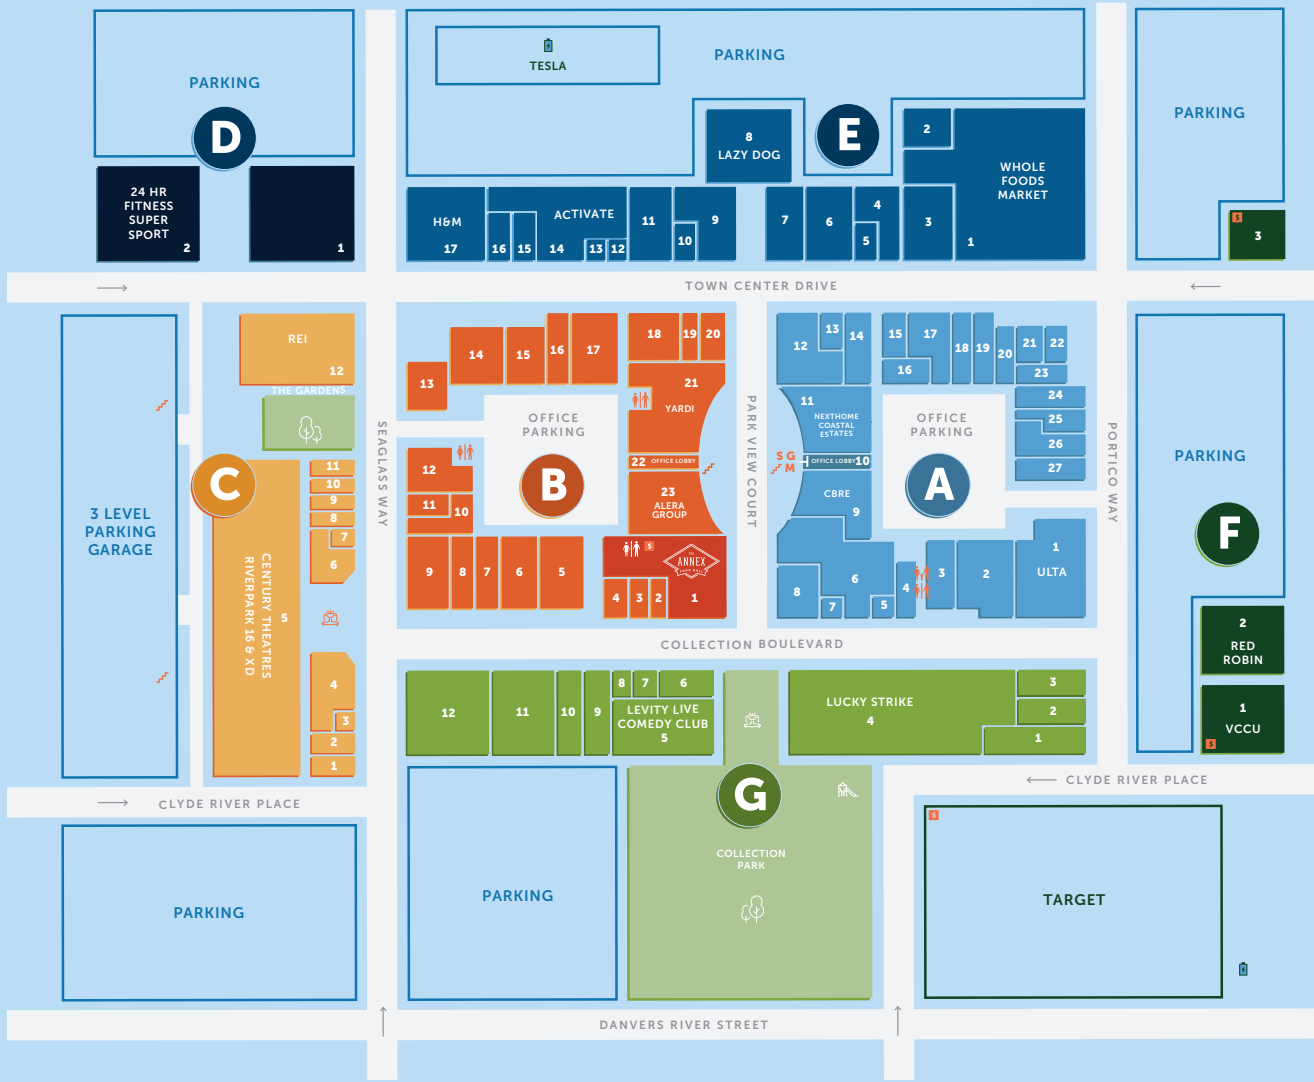 PARKING
D
24 HR
FITNESS
SUPER
SPORT
2
1
TESLA
PARKING
E
8
LAZY DOG
2
WHOLE
FOODS
MARKET
1
H&M
17
16
15
ACTIVATE
14
13
12
11
10
9
7
6
4
5
3
PARKING
$
3
TOWN CENTER DRIVE
3 LEVEL
PARKING
GARAGE
REI
12
THE GARDENS
C
11
10
9
8
7
6
CENTURY THEATRES
RIVERPARK 16 & XD
5
4
3
2
1
SEAGLASS WAY
13
14
15
16
17
18
19
20
21
YARDI
OFFICE
PARKING
B
12
11
10
22 OFFICE LOBBY
23
ALERA
GROUP
9
8
7
6
5
$
THE
ANNEX
4
3
2
1
PARK VIEW COURT
S G
M
12
13
14
15
16
17
18
19
20
21
22
23
24
25
26
27
11
NEXTHOME
COASTAL
ESTATES
OFFICE LOBBY 10
CBRE
9
OFFICE
PARKING
A
8
7
6
5
4
3
2
1
ULTA
PORTICO WAY
PARKING
F
2
RED
ROBIN
1
VCCU
$
COLLECTION BOULEVARD
12
11
10
9
8
7
6
LEVITY LIVE
COMEDY CLUB
5
LUCKY STRIKE
4
3
2
1
G
COLLECTION
PARK
CLYDE RIVER PLACE
CLYDE RIVER PLACE
PARKING
PARKING
$
TARGET
DANVERS RIVER STREET